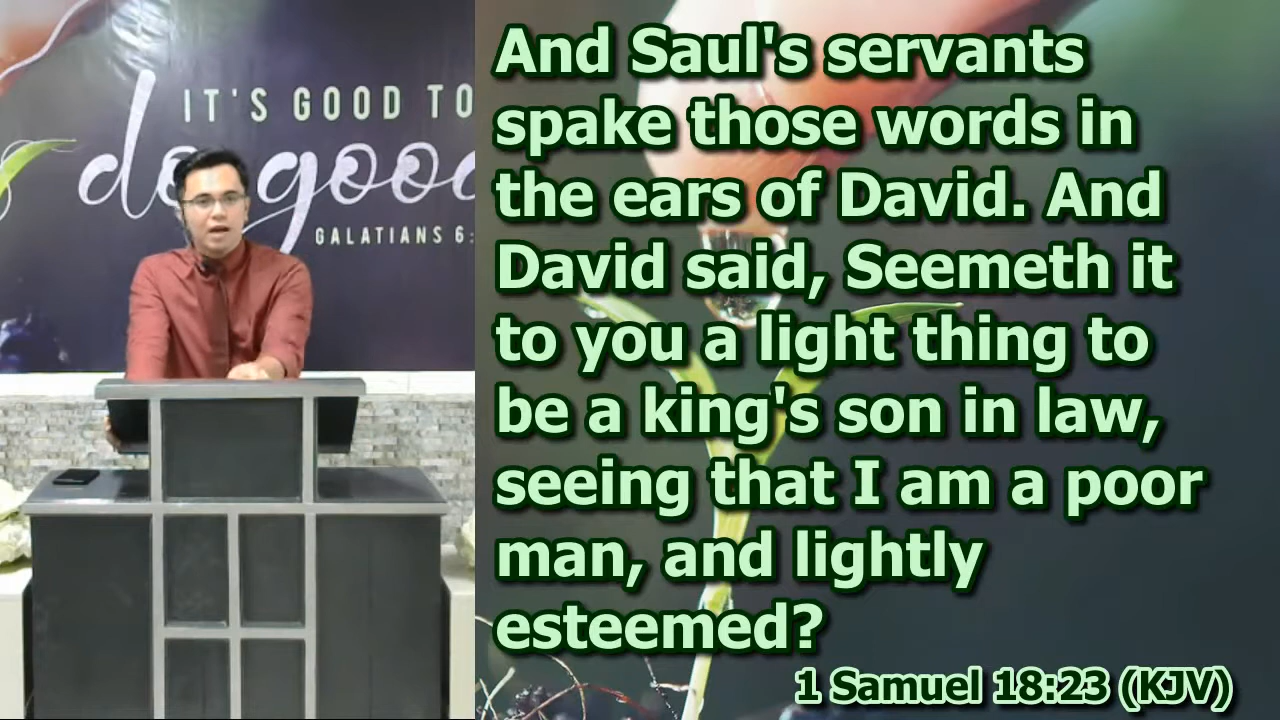 IT'S GOOD TO
do good
GALATIANS 6:
And Saul's servants
spake those words in
the ears of David. And
David said, Seemeth it
to you a light thing to
be a king's son in law,
seeing that I am a poor
man, and lightly
esteemed?
1 Samuel 18:23 (KJV)